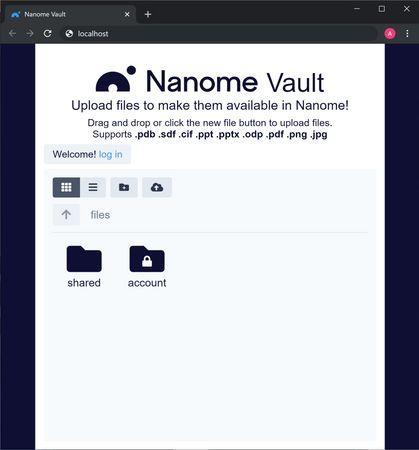 Nanome Vault
localhost
A
Nanome Vault
Upload files to make them available in Nanome!
Drag and drop or click the new file button to upload files.
Supports .pdb .sdf .cif .ppt .pptx .odp .pdf .png .jpg
Welcome! log in
files
shared account